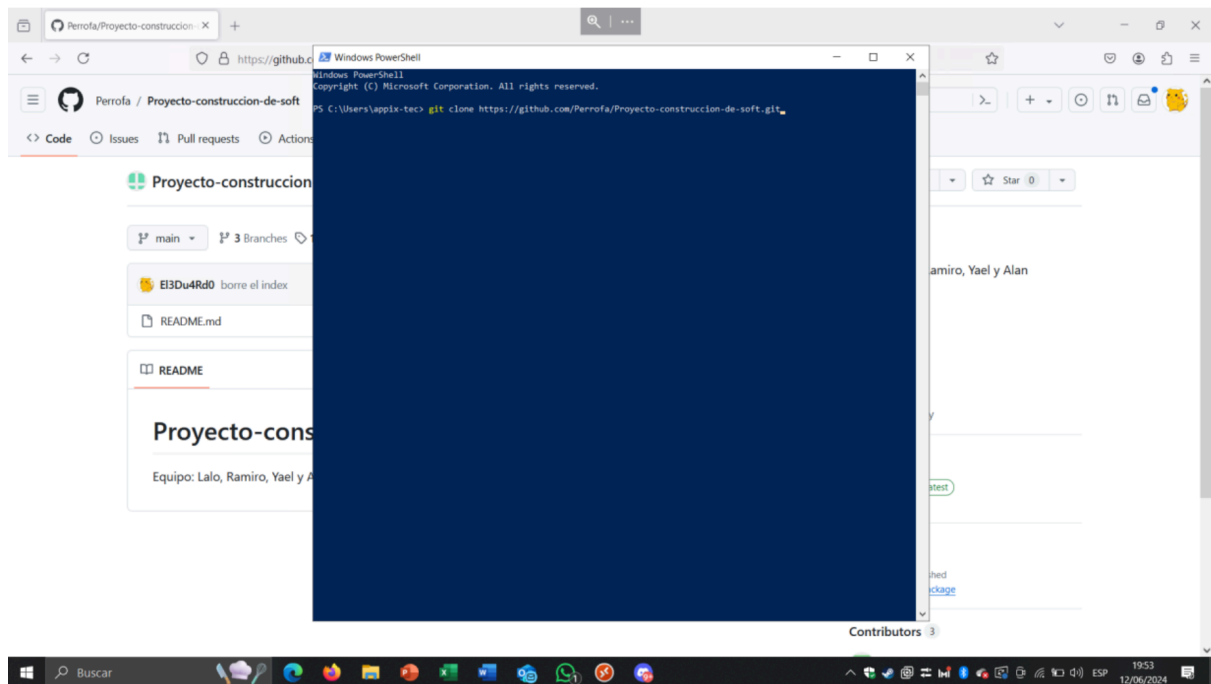 Perrofa/Proyecto-construccion-
https://github.c
Windows PowerShell
Windows PowerShell
Copyright (C) Microsoft Corporation. All rights reserved.
PS C:\Users\appix-tec> git clone https://github.com/Perrofa/Proyecto-construccion-de-soft.git
Perrofa / Proyecto-construccion-de-soft
Code Issues Pull requests Actions
Proyecto-construccion
Star 0
main 3 Branches
amiro, Yael y Alan
El3Du4Rd0 borre el index
README.md
README
Proyecto-cons
y
Equipo: Lalo, Ramiro, Yael y A
atest
shed
ackage
Contributors 3
Buscar
ESP
19:53
12/06/2024